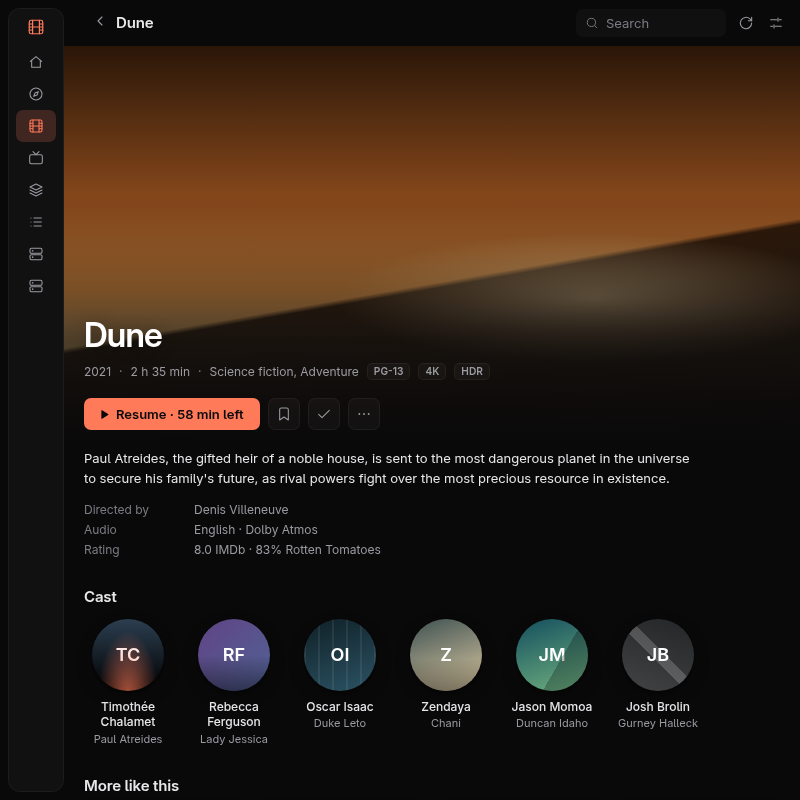 Dune
Search
Dune
2021 · 2 h 35 min · Science fiction, Adventure PG-13 4K HDR
Resume · 58 min left
Paul Atreides, the gifted heir of a noble house, is sent to the most dangerous planet in the universe
to secure his family's future, as rival powers fight over the most precious resource in existence.
Directed by Denis Villeneuve
Audio English · Dolby Atmos
Rating 8.0 IMDb · 83% Rotten Tomatoes
Cast
TC RF OI Z JM JB
Timothée Rebecca Oscar Isaac Zendaya Jason Momoa Josh Brolin
Chalamet Ferguson Duke Leto Chani Duncan Idaho Gurney Halleck
Paul Atreides Lady Jessica
More like this